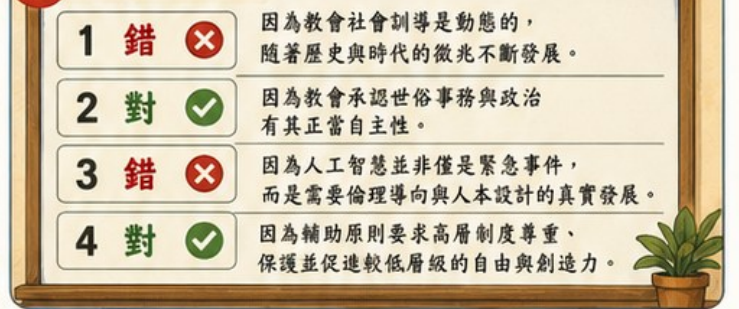 1 錯
因為教會社會訓導是動態的，
隨著歷史與時代的徵兆不斷發展。
2 對
因為教會承認世俗事務與政治
有其正當自主性。
3 錯
因為人工智慧並非僅是緊急事件，
而是需要倫理導向與人本設計的真實發展。
4 對
因為輔助原則要求高層制度尊重、
保護並促進較低層級的自由與創造力。